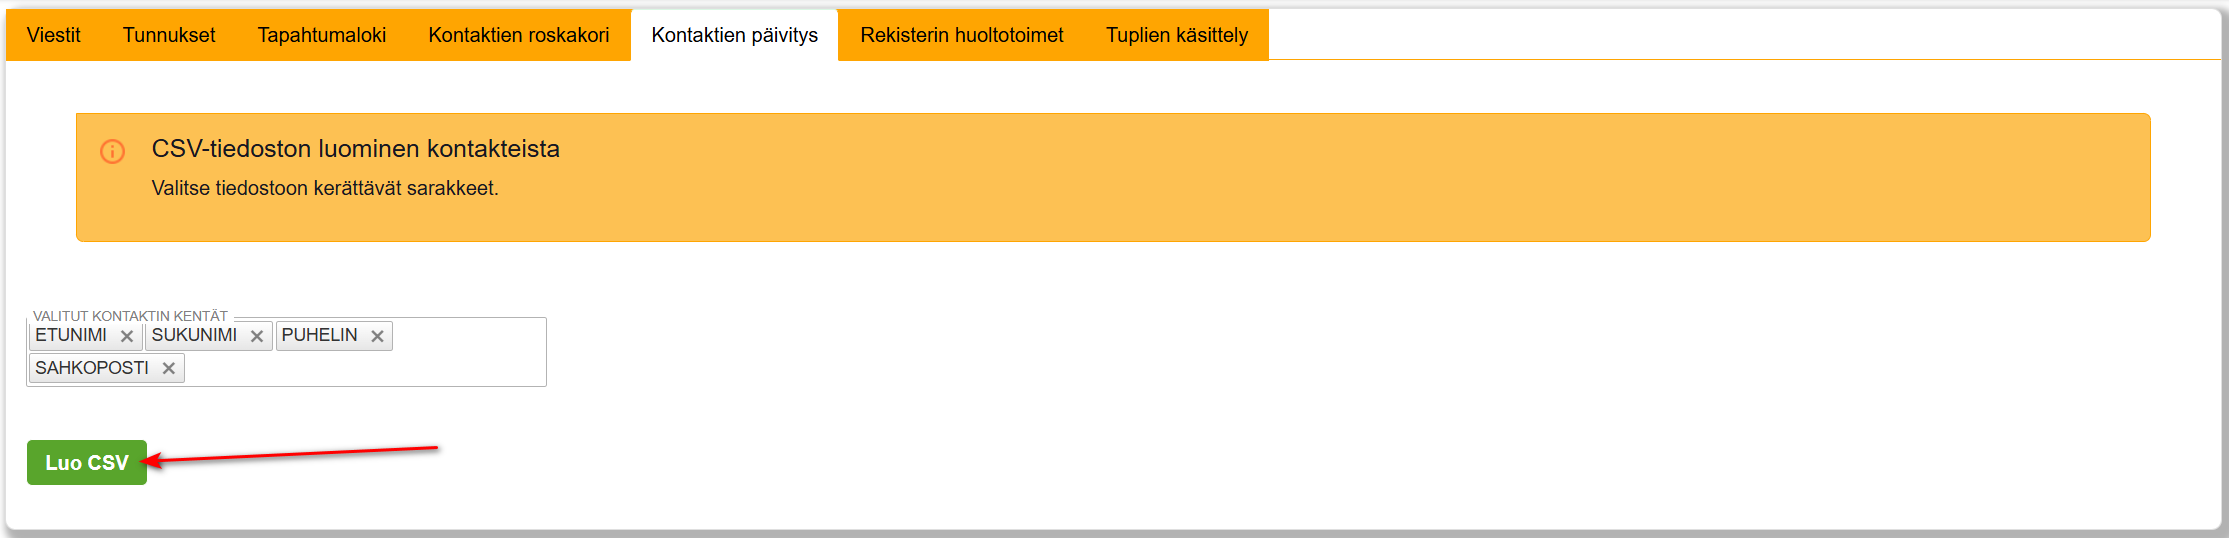 Viestit Tunnukset Tapahtumaloki Kontaktien roskakori Kontaktien päivitys Rekisterin huoltotoimet Tuplien käsittely
CSV-tiedoston luominen kontakteista
Valitse tiedostoon kerättävät sarakkeet.
VALITUT KONTAKTIN KENTÄT
ETUNIMI SUKUNIMI PUHELIN
SAHKOPOSTI
Luo CSV